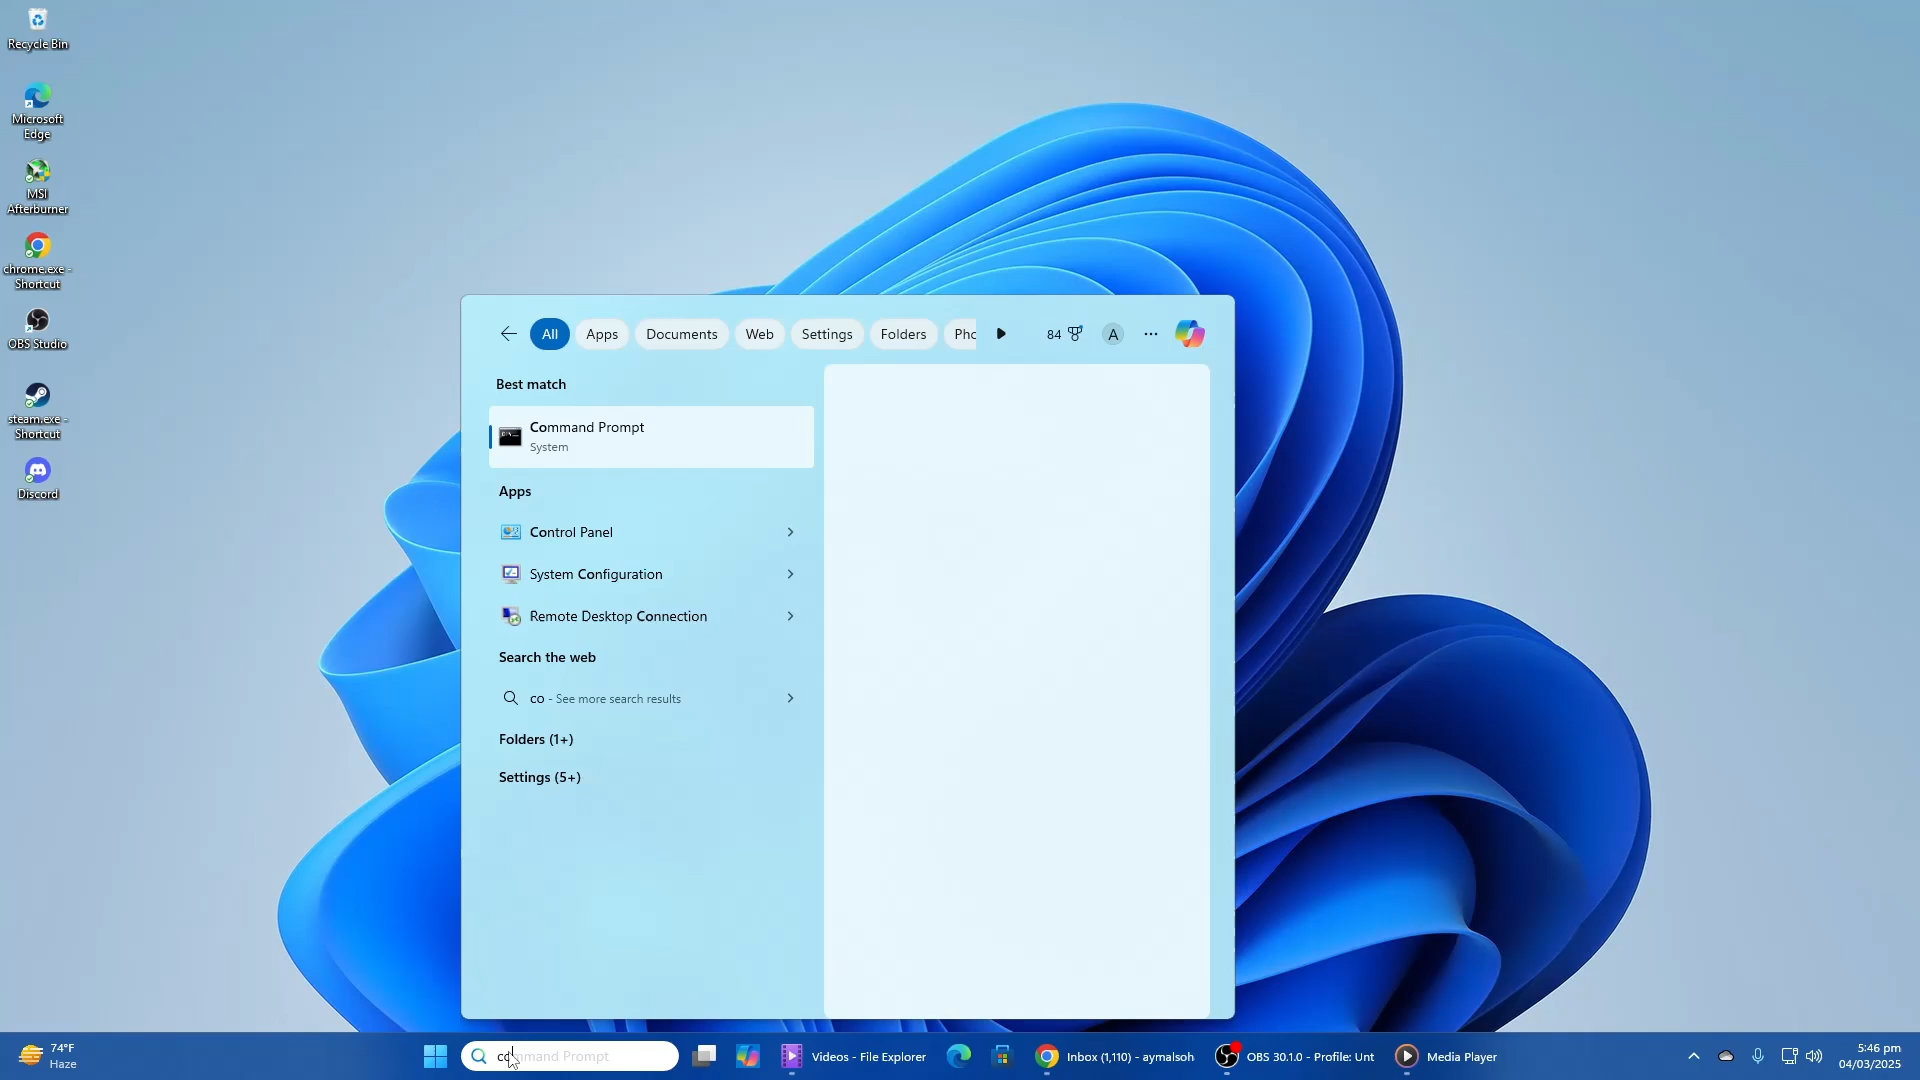 Recycle Bin
Microsoft
Edge
MSI
Afterburner
chrome.exe -
Shortcut
OBS Studio
steam.exe -
Shortcut
Discord
All
Apps
Documents
Web
Settings
Folders
Pho
84
A
Best match
Command Prompt
System
Apps
Control Panel
System Configuration
Remote Desktop Connection
Search the web
co - See more search results
Folders (1+)
Settings (5+)
74°F
Haze
command Prompt
Videos - File Explorer
Inbox (1,110) - aymalsoh
OBS 30.1.0 - Profile: Unt
Media Player
5:46 pm
04/03/2025